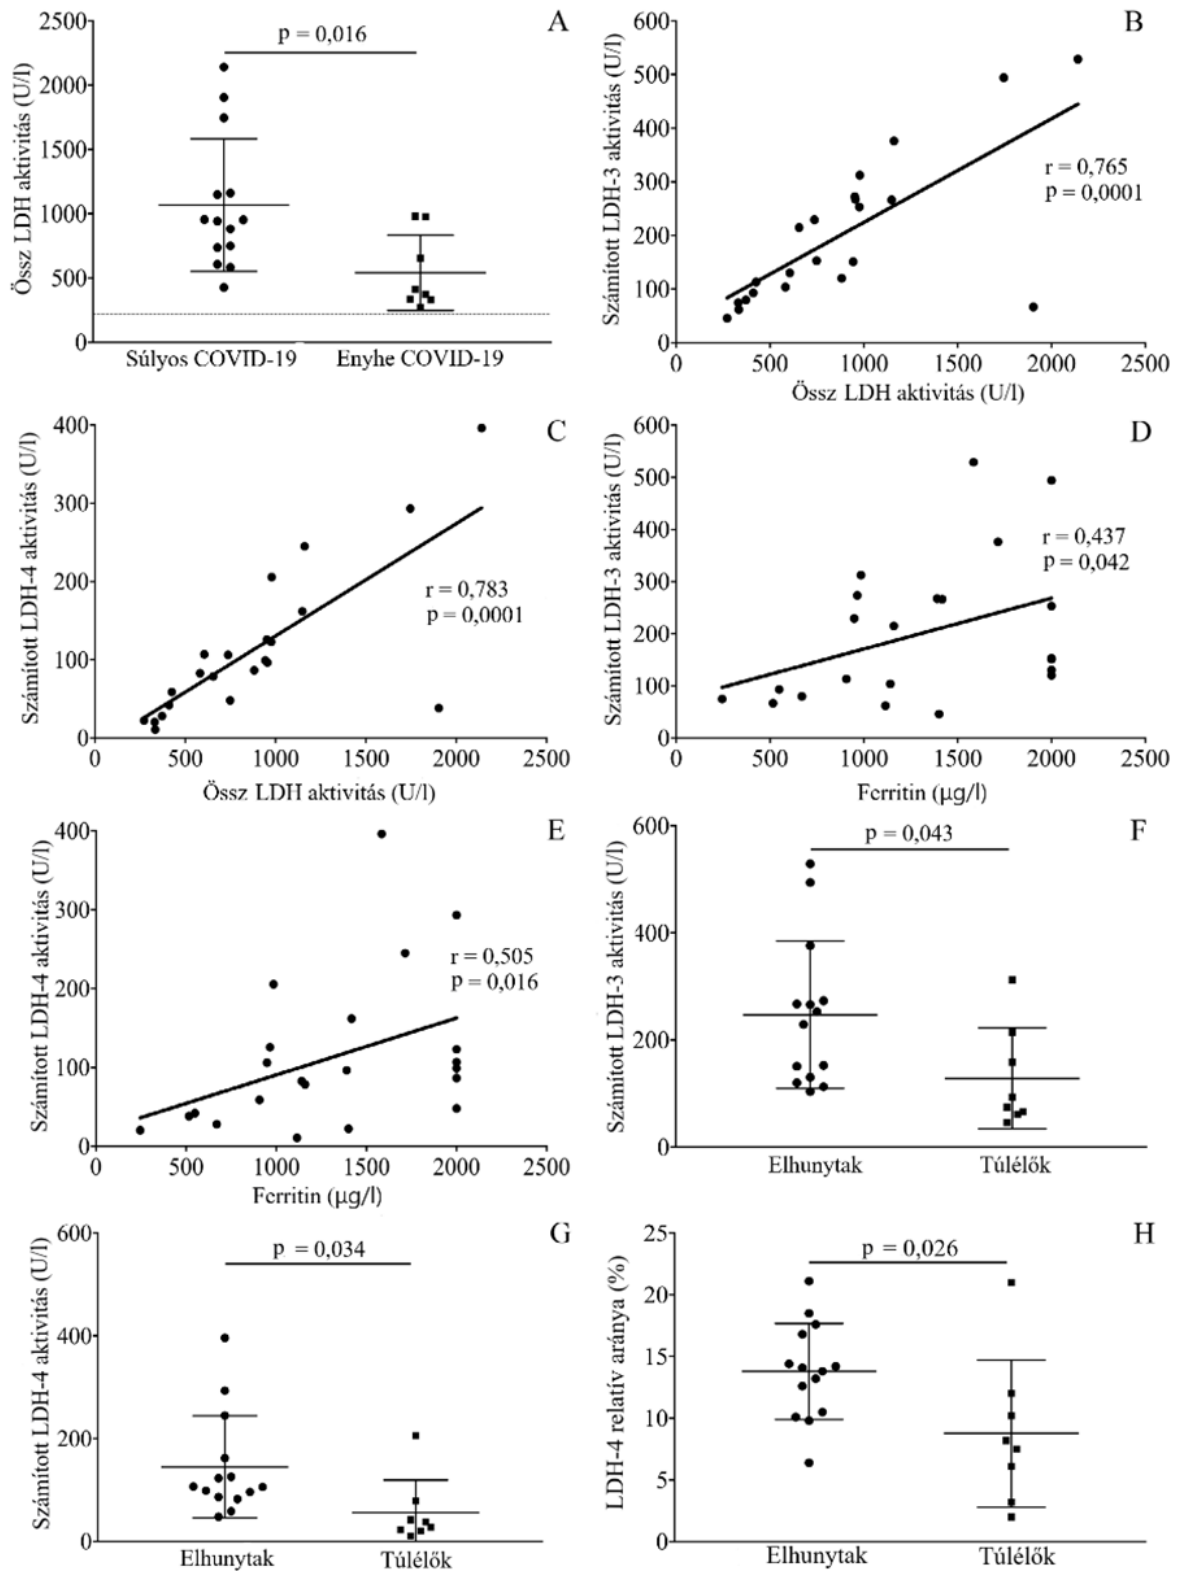 A
p = 0,016
Össz LDH aktivitás (U/l)
2500
2000
1500
1000
500
0
Súlyos COVID-19
Enyhe COVID-19
B
Számított LDH-3 aktivitás (U/l)
600
500
400
300
200
100
0
r = 0,765
p = 0,0001
0
500
1000
1500
2000
2500
Össz LDH aktivitás (U/l)
C
Számított LDH-4 aktivitás (U/l)
400
300
200
100
0
r = 0,783
p = 0,0001
0
500
1000
1500
2000
2500
Össz LDH aktivitás (U/l)
D
Számított LDH-3 aktivitás (U/l)
600
500
400
300
200
100
0
r = 0,437
p = 0,042
0
500
1000
1500
2000
2500
Ferritin (µg/l)
E
Számított LDH-4 aktivitás (U/l)
400
300
200
100
0
r = 0,505
p = 0,016
0
500
1000
1500
2000
2500
Ferritin (µg/l)
F
p = 0,043
Számított LDH-3 aktivitás (U/l)
600
400
200
0
Elhunytak
Túlélők
G
p = 0,034
Számított LDH-4 aktivitás (U/l)
600
400
200
0
Elhunytak
Túlélők
H
p = 0,026
LDH-4 relatív aránya (%)
25
20
15
10
5
0
Elhunytak
Túlélők